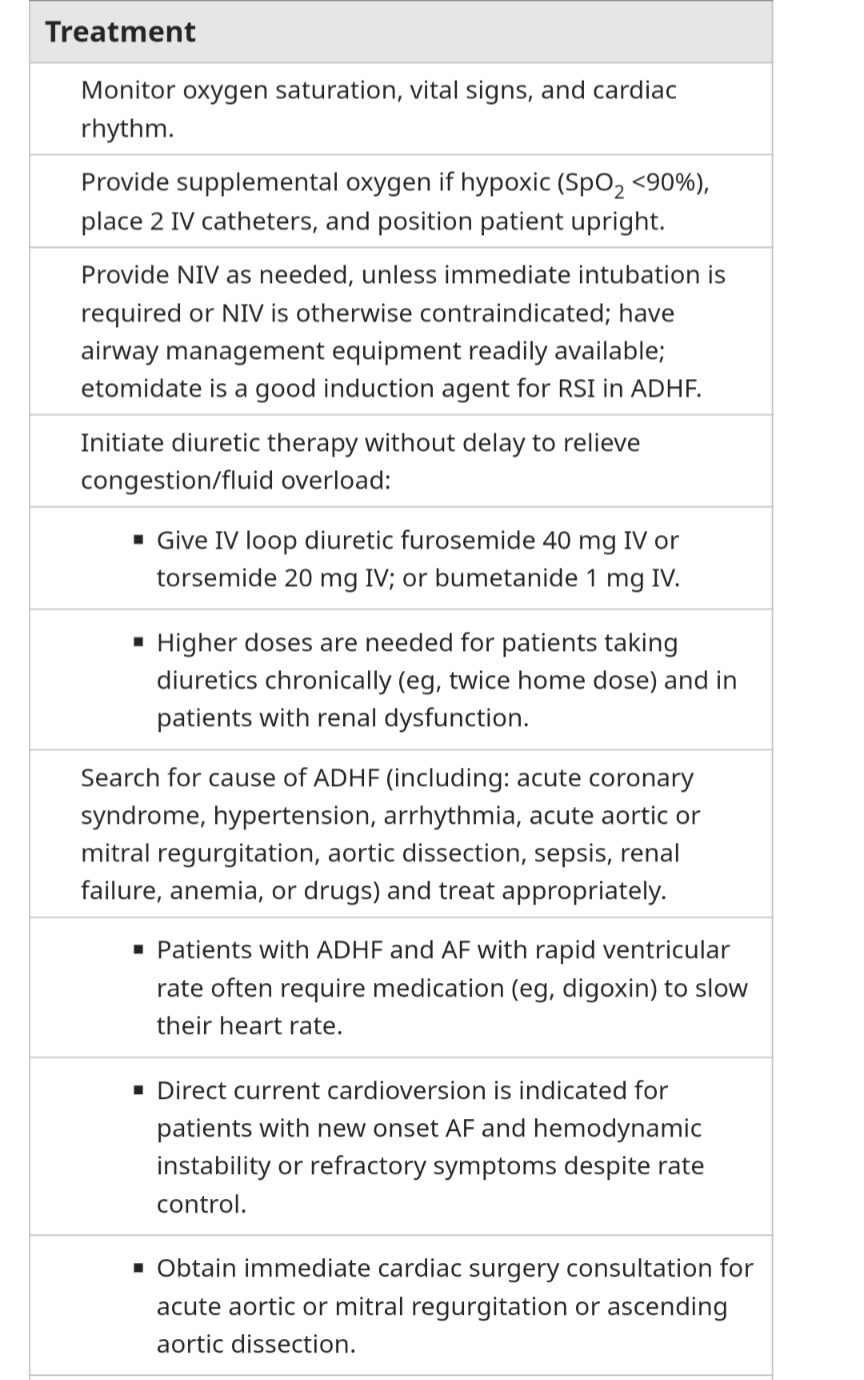 Treatment
Monitor oxygen saturation, vital signs, and cardiac
rhythm.
Provide supplemental oxygen if hypoxic (SpO₂ <90%),
place 2 IV catheters, and position patient upright.
Provide NIV as needed, unless immediate intubation is
required or NIV is otherwise contraindicated; have
airway management equipment readily available;
etomidate is a good induction agent for RSI in ADHF.
Initiate diuretic therapy without delay to relieve
congestion/fluid overload:
▪ Give IV loop diuretic furosemide 40 mg IV or
torsemide 20 mg IV; or bumetanide 1 mg IV.
▪ Higher doses are needed for patients taking
diuretics chronically (eg, twice home dose) and in
patients with renal dysfunction.
Search for cause of ADHF (including: acute coronary
syndrome, hypertension, arrhythmia, acute aortic or
mitral regurgitation, aortic dissection, sepsis, renal
failure, anemia, or drugs) and treat appropriately.
▪ Patients with ADHF and AF with rapid ventricular
rate often require medication (eg, digoxin) to slow
their heart rate.
▪ Direct current cardioversion is indicated for
patients with new onset AF and hemodynamic
instability or refractory symptoms despite rate
control.
▪ Obtain immediate cardiac surgery consultation for
acute aortic or mitral regurgitation or ascending
aortic dissection.